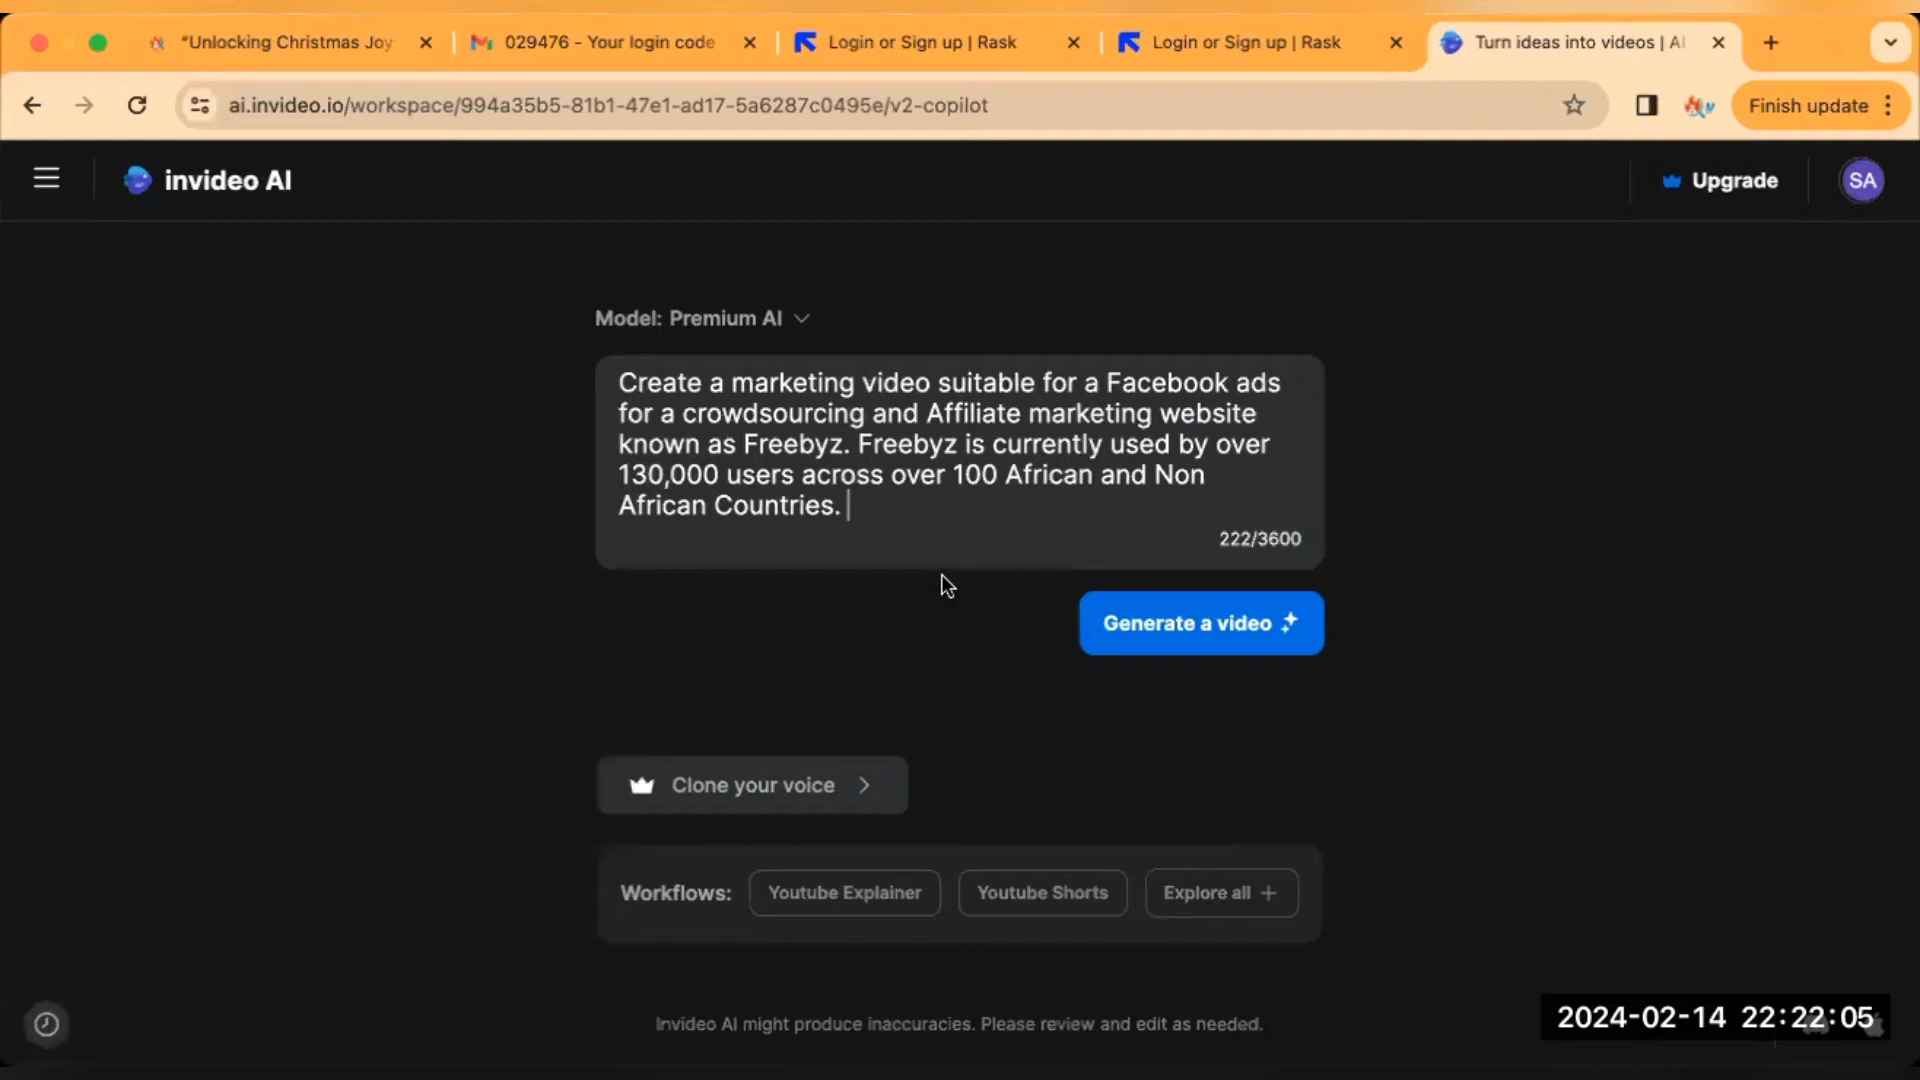 "Unlocking Christmas Joy
029476 - Your login code
Login or Sign up | Rask
Login or Sign up | Rask
Turn ideas into videos | AI
ai.invideo.io/workspace/994a35b5-81b1-47e1-ad17-5a6287c0495e/v2-copilot
Finish update
invideo AI
Upgrade
SA
Model: Premium AI
Create a marketing video suitable for a Facebook ads
for a crowdsourcing and Affiliate marketing website
known as Freebyz. Freebyz is currently used by over
130,000 users across over 100 African and Non
African Countries.
222/3600
Generate a video
Clone your voice
Workflows:
Youtube Explainer
Youtube Shorts
Explore all +
Invideo AI might produce inaccuracies. Please review and edit as needed.
2024-02-14 22:22:05